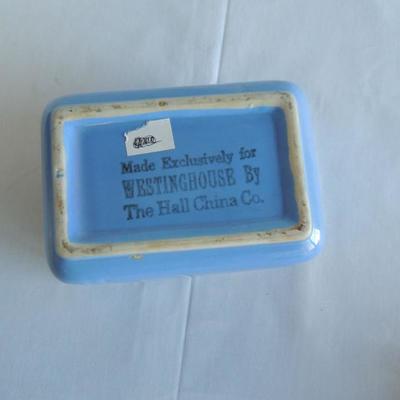 Made Exclusively for
WESTINGHOUSE By
The Hall China Co.